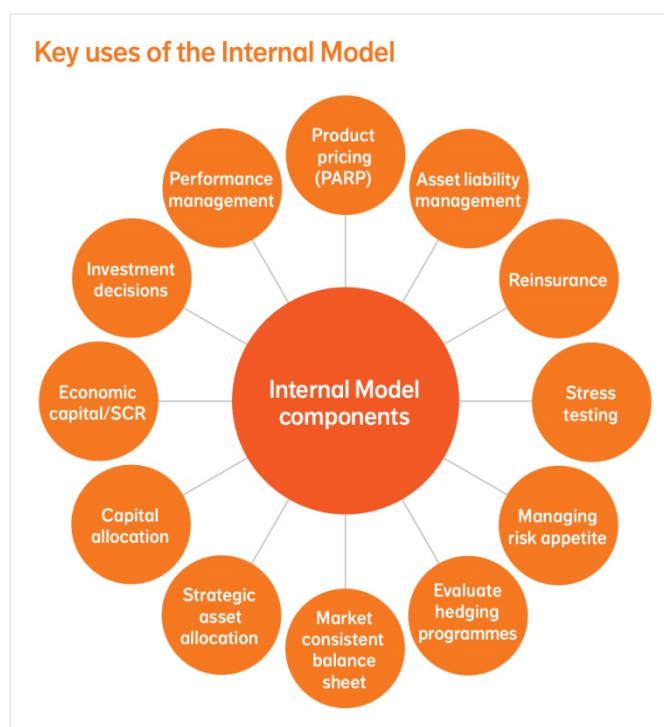 Key uses of the Internal Model
Product
pricing
(PARP)
Asset liability
management
Reinsurance
Stress
testing
Managing
risk appetite
Evaluate
hedging
programmes
Market
consistent
balance
sheet
Strategic
asset
allocation
Capital
allocation
Economic
capital/SCR
Investment
decisions
Performance
management
Internal Model
components